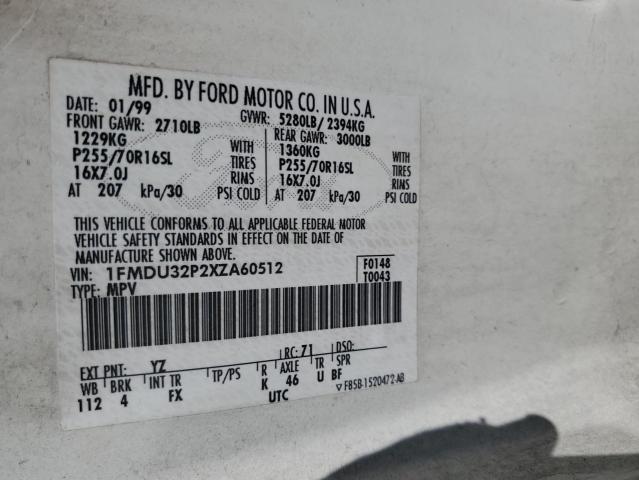 MFD. BY FORD MOTOR CO. IN U.S.A.
DATE: 01/99 GVWR: 5280LB/2394KG
FRONT GAWR: 2710LB REAR GAWR: 3000LB
1229KG WITH 1360KG WITH
P255/70R16SL TIRES P255/70R16SL TIRES
16X7.0J RIMS 16X7.0J RIMS
AT 207 kPa/30 PSI COLD AT 207 kPa/30 PSI COLD
THIS VEHICLE CONFORMS TO ALL APPLICABLE FEDERAL MOTOR
VEHICLE SAFETY STANDARDS IN EFFECT ON THE DATE OF
MANUFACTURE SHOWN ABOVE.
VIN: 1FMDU32P2XZA60512 F0148
TYPE: MPV T0043
EXT PNT: YZ RC: 71 DSO:
WB BRK INT TR TP/PS R AXLE TR SPR
112 4 FX K 46 U BF
UTC ▽ F85B-1520472-AB